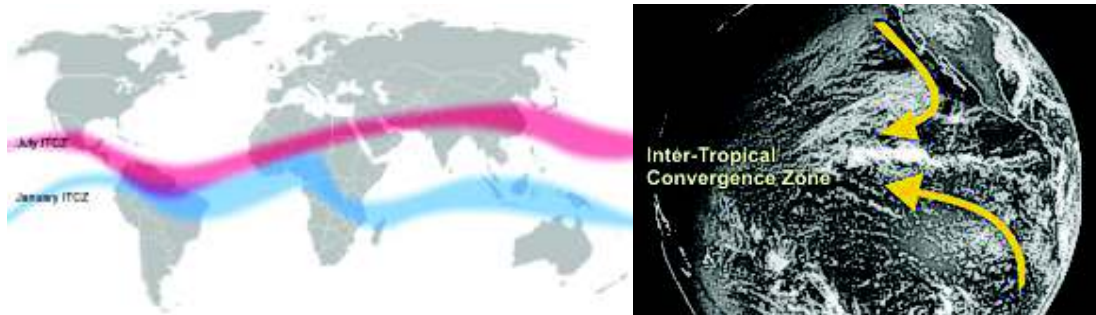 July ITCZ
January ITCZ
Inter-Tropical
Convergence Zone